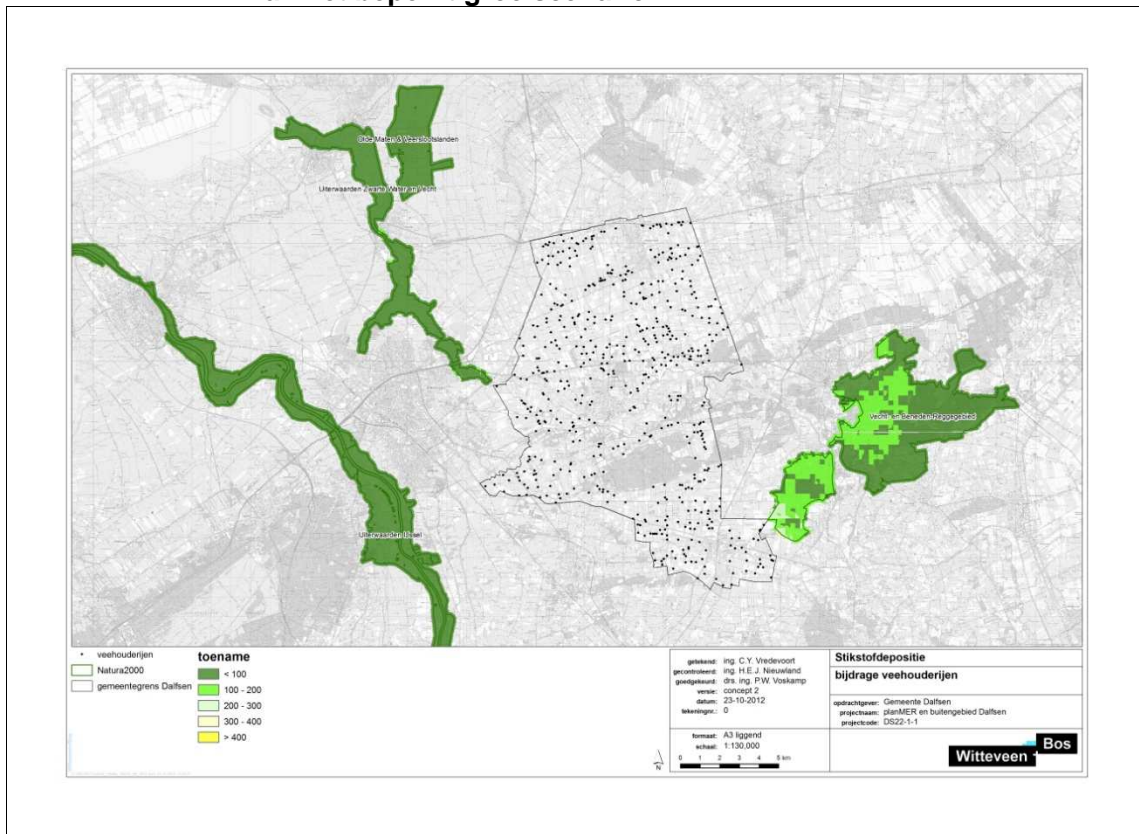 Olde Maten & Veerslootslanden
Uiterwaarden Zwarte Water en Vecht
Vecht- en Beneden-Reggegebied
Uiterwaarden IJssel
veehouderijen
Natura2000
gemeentegrens Dalfsen
toename
< 100
100 - 200
200 - 300
300 - 400
> 400
N
getekend: ing. C.Y. Vredevoort
gecontroleerd: ing. H.E.J. Nieuwland
goedgekeurd: drs. ing. P.W. Voskamp
versie: concept 2
datum: 23-10-2012
tekeningnr.: 0
formaat: A3 liggend
schaal: 1:130,000
0 1 2 3 4 5 km
Stikstofdepositie
bijdrage veehouderijen
opdrachtgever: Gemeente Dalfsen
projectnaam: planMER en buitengebied Dalfsen
projectcode: DS22-1-1
Witteveen + Bos